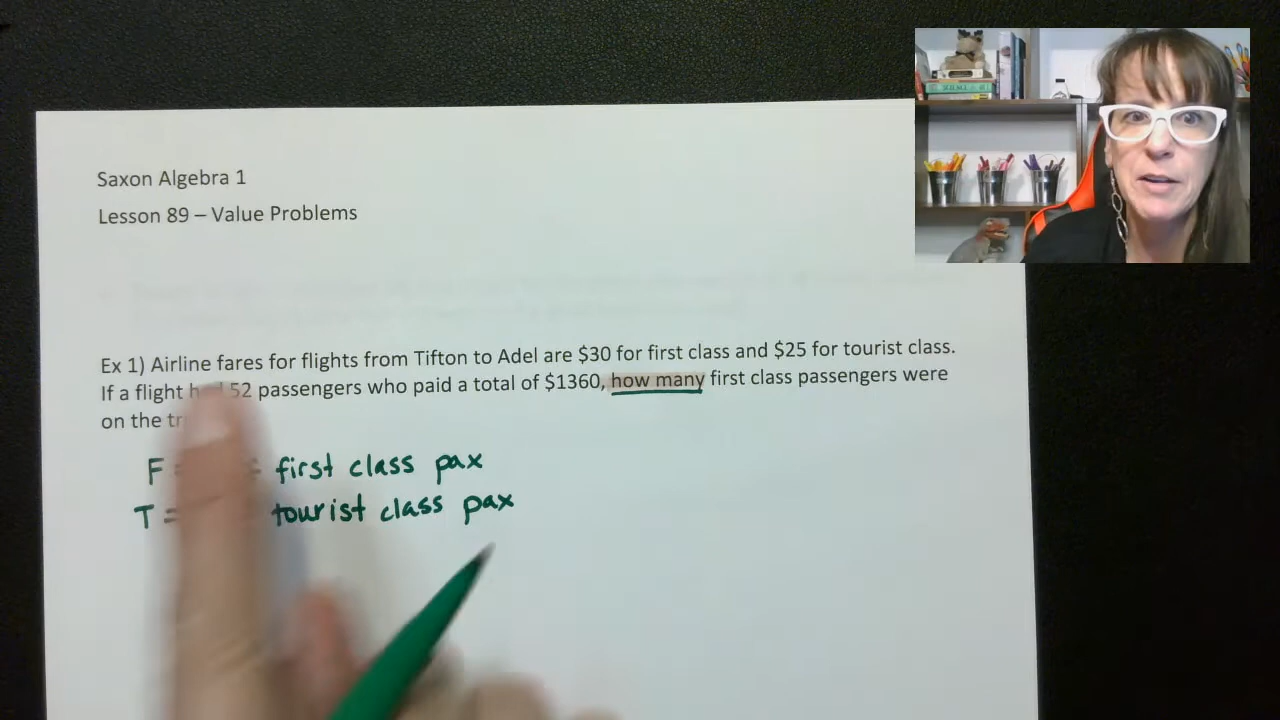 Saxon Algebra 1
Lesson 89 – Value Problems
Ex 1) Airline fares for flights from Tifton to Adel are $30 for first class and $25 for tourist class.
If a flight 52 passengers who paid a total of $1360, how many first class passengers were
on the
F = first class pax
T = tourist class pax